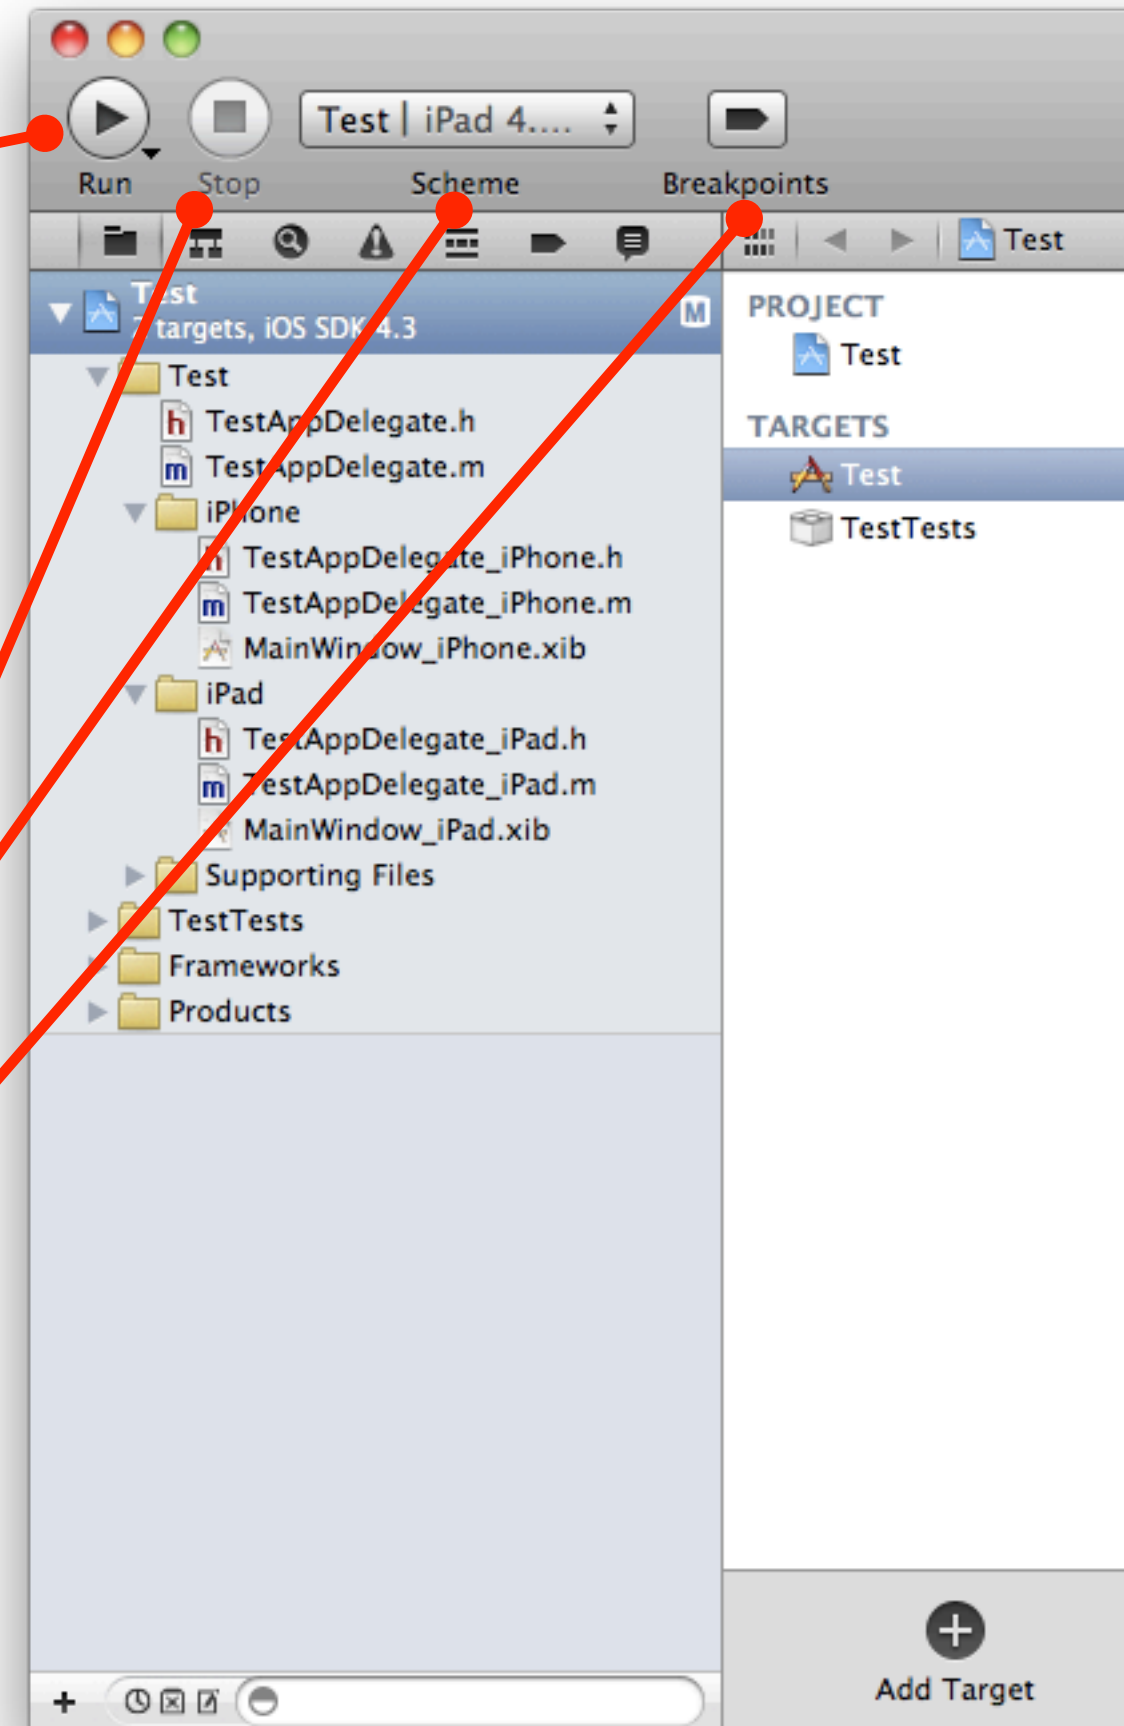 Test | iPad 4....
Run Stop Scheme Breakpoints
Test
Test
2 targets, iOS SDK 4.3
M
Test
h TestAppDelegate.h
m TestAppDelegate.m
iPhone
h TestAppDelegate_iPhone.h
m TestAppDelegate_iPhone.m
MainWindow_iPhone.xib
iPad
h TestAppDelegate_iPad.h
m TestAppDelegate_iPad.m
MainWindow_iPad.xib
Supporting Files
TestTests
Frameworks
Products
PROJECT
Test
TARGETS
Test
TestTests
Add Target